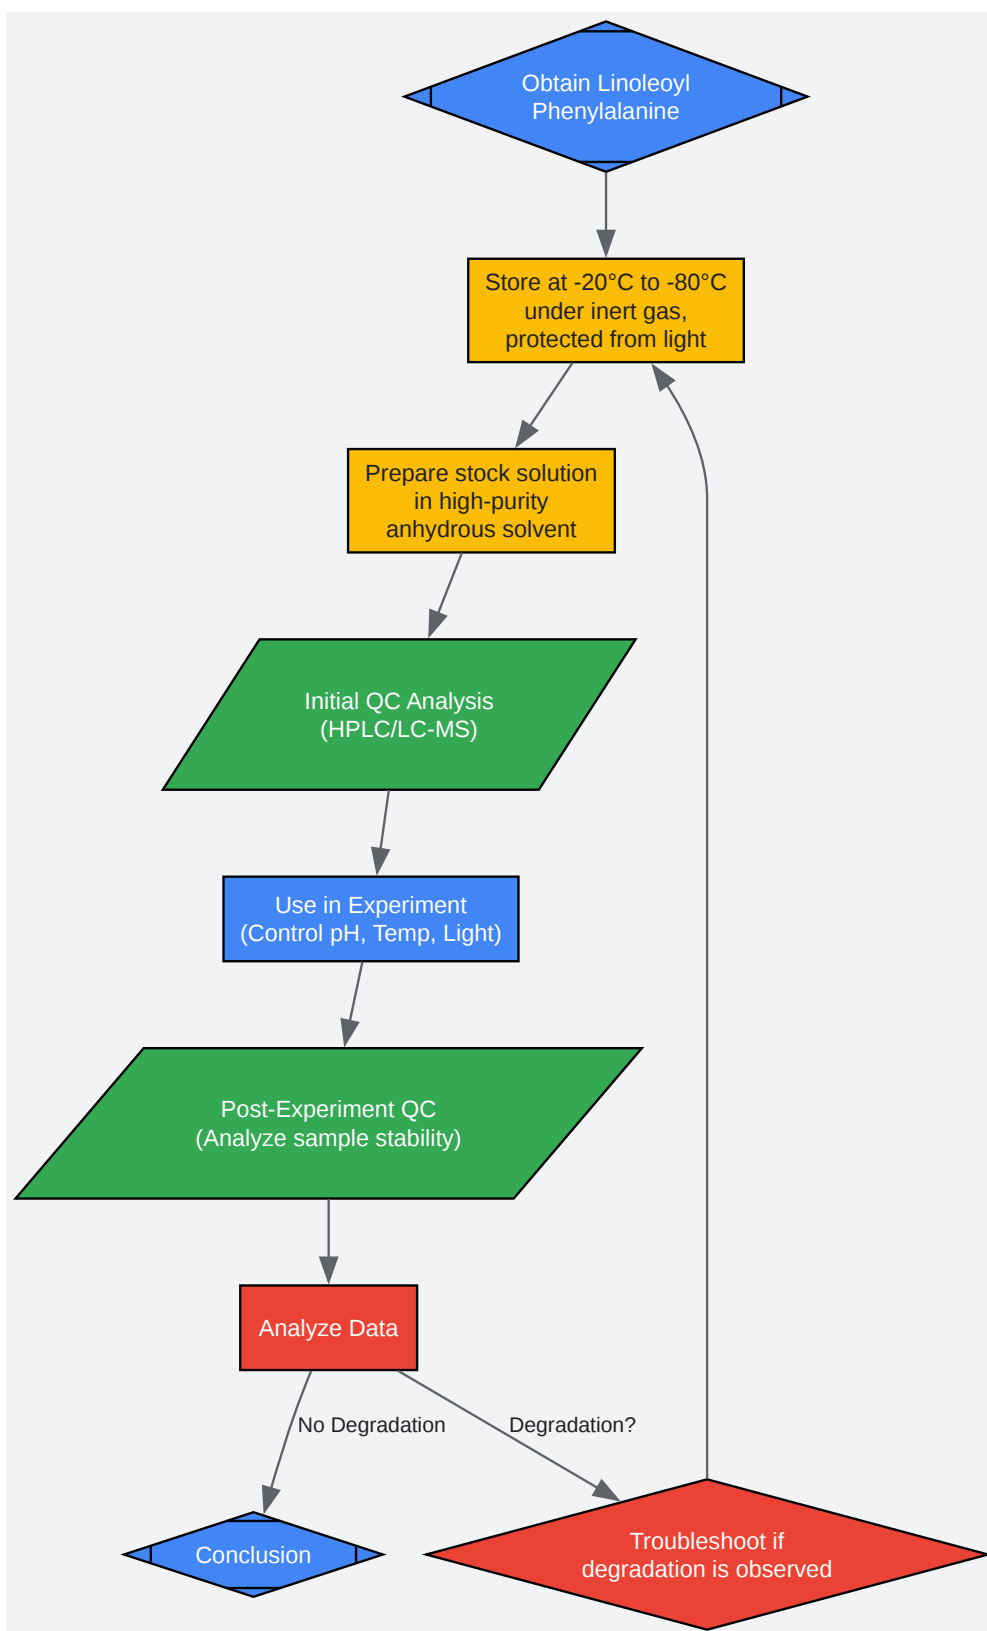 Obtain Linoleoyl
Phenylalanine
Store at -20°C to -80°C
under inert gas,
protected from light
Prepare stock solution
in high-purity
anhydrous solvent
Initial QC Analysis
(HPLC/LC-MS)
Use in Experiment
(Control pH, Temp, Light)
Post-Experiment QC
(Analyze sample stability)
Analyze Data
No Degradation
Degradation?
Conclusion
Troubleshoot if
degradation is observed